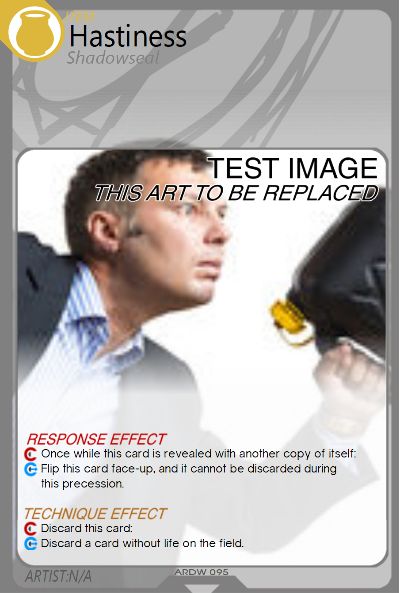 Hastiness
Shadowseal
TEST IMAGE
THIS ART TO BE REPLACED
RESPONSE EFFECT
Once while this card is revealed with another copy of itself:
Flip this card face-up, and it cannot be discarded during
this precession.
TECHNIQUE EFFECT
Discard this card:
Discard a card without life on the field.
ARTIST:N/A
ARDW 095